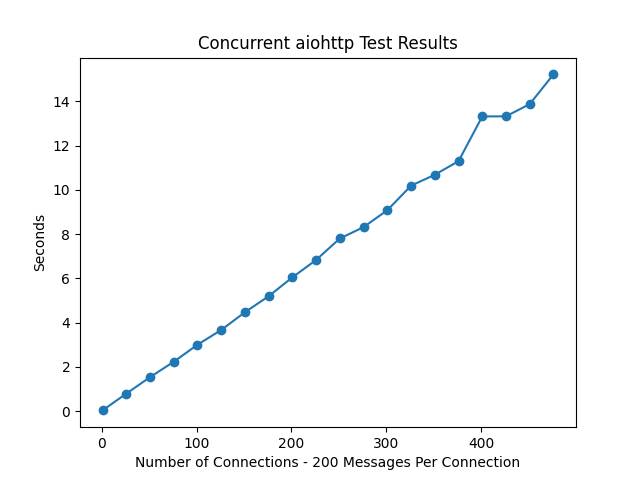 Concurrent aiohttp Test Results
14
12
10
8
6
4
2
0
Seconds
0 100 200 300 400
Number of Connections - 200 Messages Per Connection